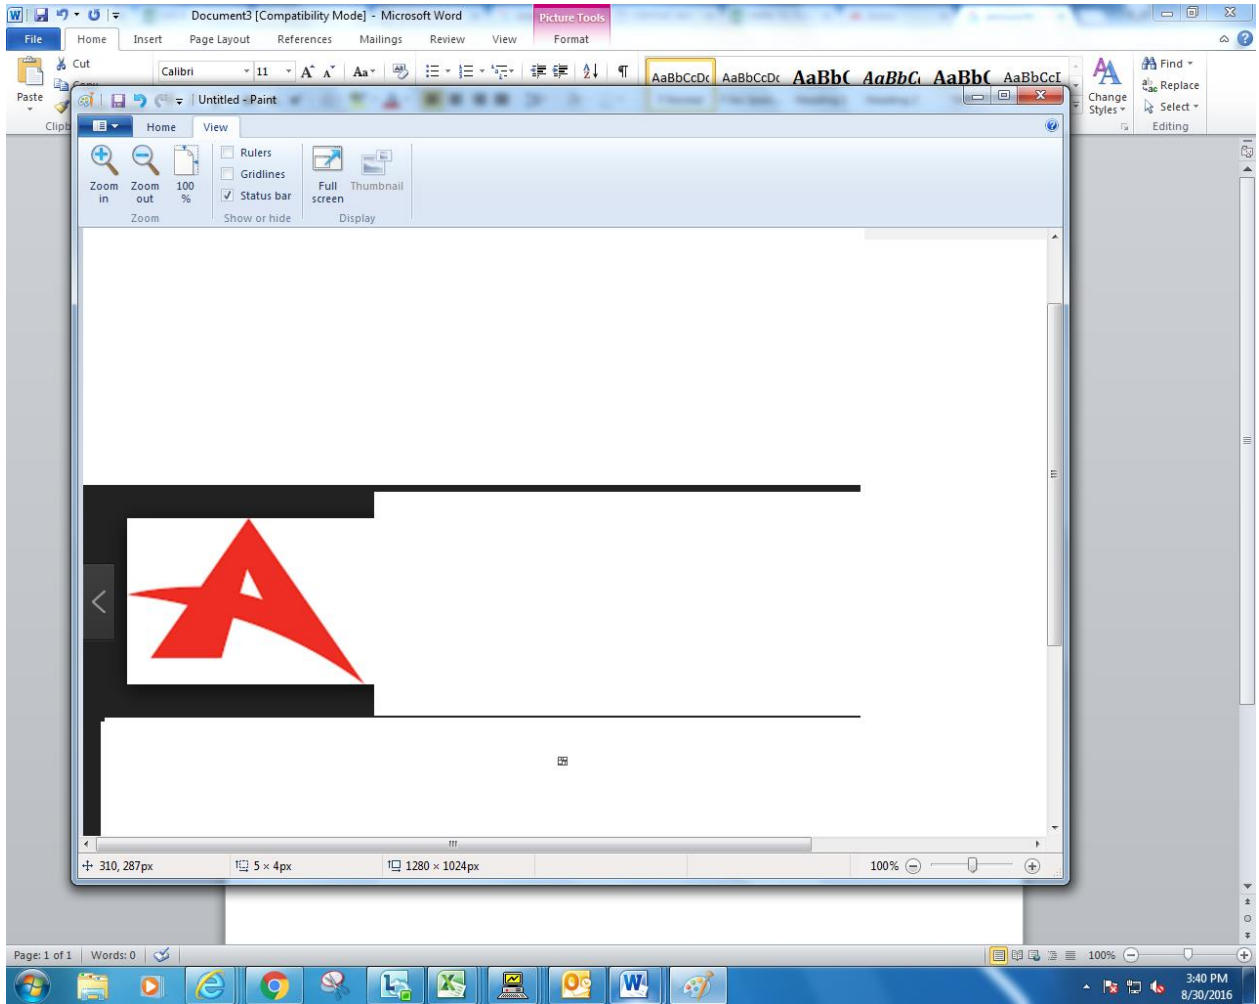 Document3 [Compatibility Mode] - Microsoft Word
Picture Tools
File Home Insert Page Layout References Mailings Review View Format
Cut
Paste
Calibri 11
Aa
AaBbCcDc AaBbCcDc AaBb( AaBbC( AaBb( AaBbCcI
Change Styles
Find
Replace
Select
Editing
Untitled - Paint
Home View
Zoom in
Zoom out
100 %
Rulers
Gridlines
Status bar
Full screen
Thumbnail
Zoom
Show or hide
Display
A
310, 287px
5 × 4px
1280 × 1024px
100%
Page: 1 of 1 Words: 0
100%
3:40 PM
8/30/2016